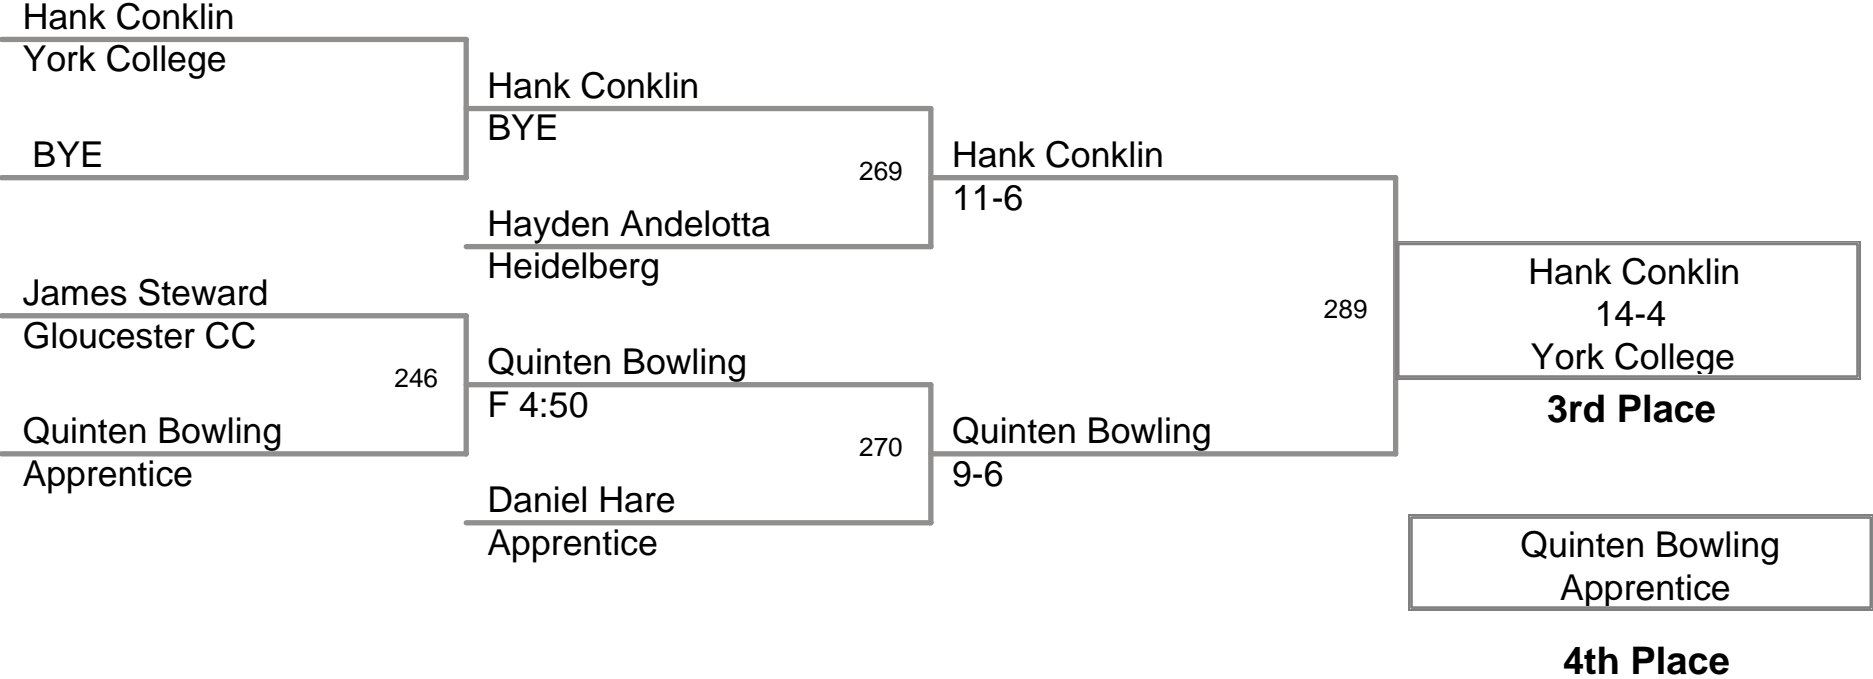 Hank Conklin
York College
BYE
James Steward
Gloucester CC
246
Quinten Bowling
Apprentice
Hank Conklin
BYE
269
Hayden Andelotta
Heidelberg
Quinten Bowling
F 4:50
270
Daniel Hare
Apprentice
Hank Conklin
11-6
289
Quinten Bowling
9-6
Hank Conklin
14-4
York College
3rd Place
Quinten Bowling
Apprentice
4th Place